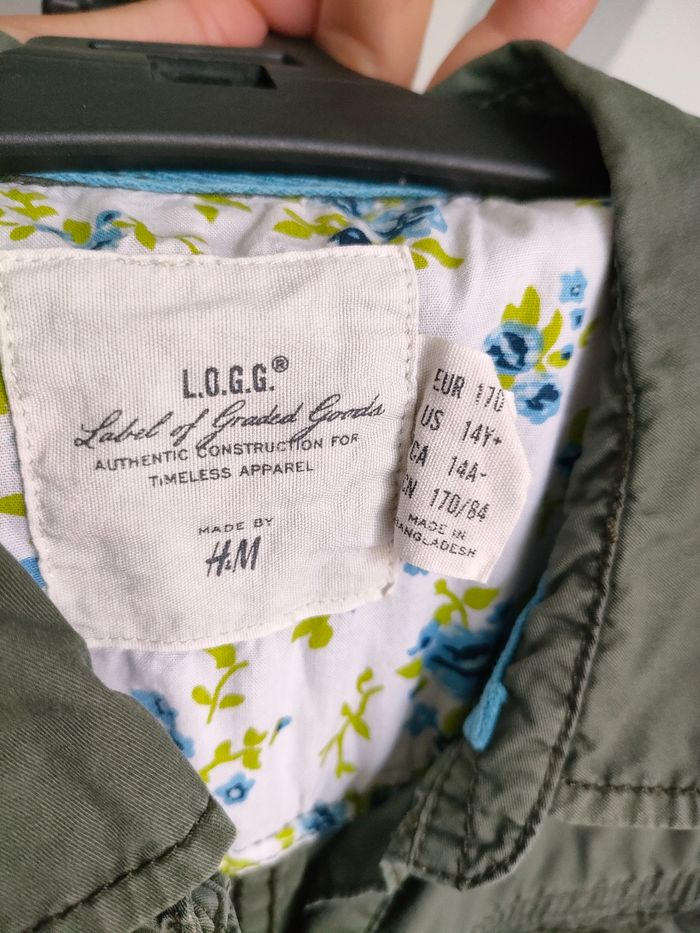 L.O.G.G.®
Label of Graded Goods
AUTHENTIC CONSTRUCTION FOR
TIMELESS APPAREL
MADE BY
H&M
EUR 170
US 14Y+
CA 14A-
CN 170/84
MADE IN
BANGLADESH